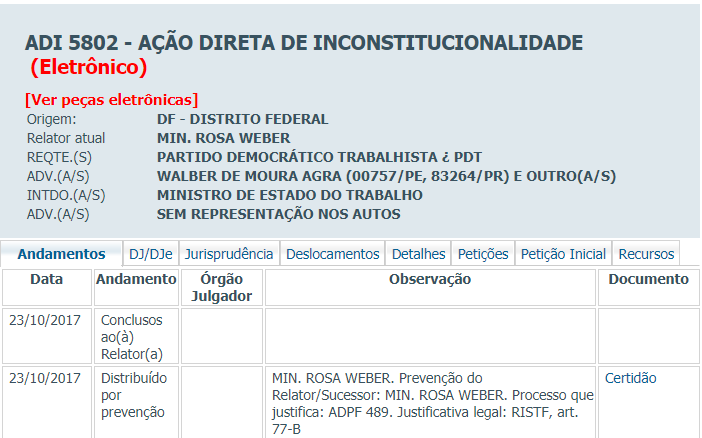 ADI 5802 - AÇÃO DIRETA DE INCONSTITUCIONALIDADE
(Eletrônico)
[Ver peças eletrônicas]
Origem: DF - DISTRITO FEDERAL
Relator atual MIN. ROSA WEBER
REQTE.(S) PARTIDO DEMOCRÁTICO TRABALHISTA ¿ PDT
ADV.(A/S) WALBER DE MOURA AGRA (00757/PE, 83264/PR) E OUTRO(A/S)
INTDO.(A/S) MINISTRO DE ESTADO DO TRABALHO
ADV.(A/S) SEM REPRESENTAÇÃO NOS AUTOS
Andamentos DJ/DJe Jurisprudência Deslocamentos Detalhes Petições Petição Inicial Recursos
Data Andamento Órgão Julgador Observação Documento
23/10/2017 Conclusos
ao(à)
Relator(a)
23/10/2017 Distribuído
por
prevenção
MIN. ROSA WEBER. Prevenção do
Relator/Sucessor: MIN. ROSA WEBER. Processo que
justifica: ADPF 489. Justificativa legal: RISTF, art.
77-B
Certidão